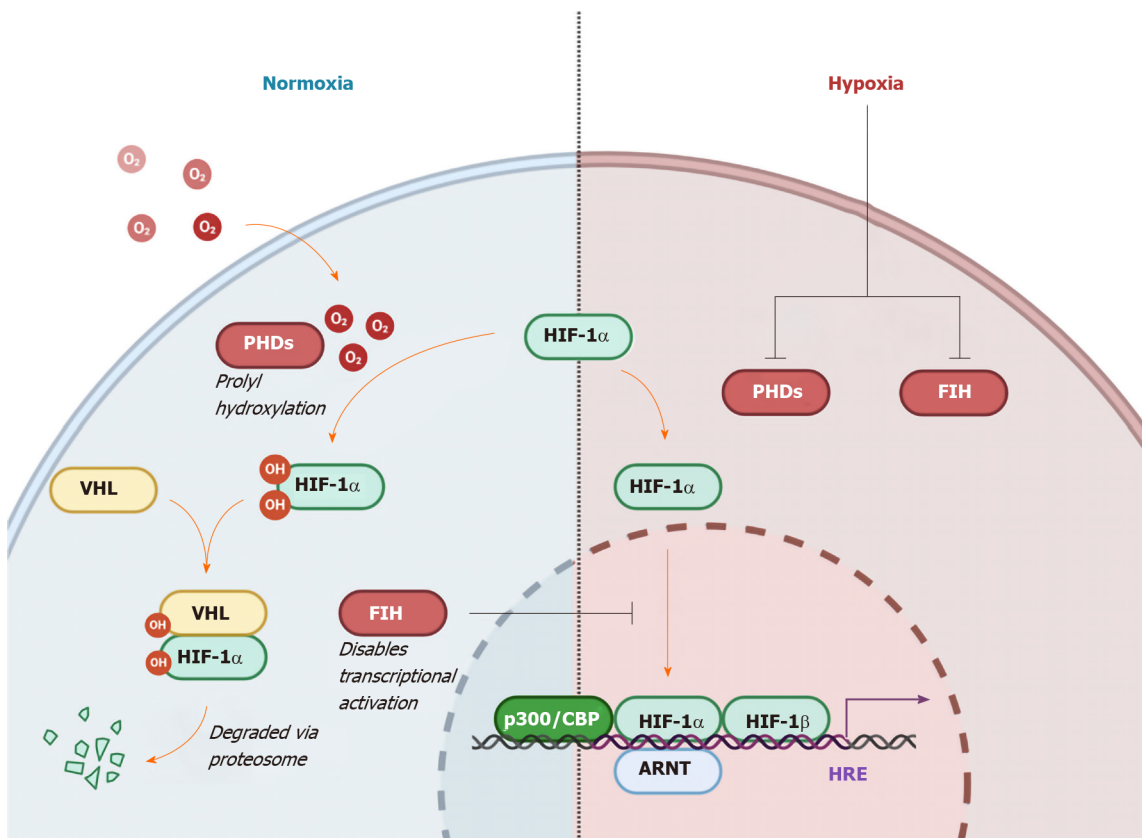 Normoxia
Hypoxia
O₂
O₂
O₂
O₂
O₂
O₂
O₂
PHDs
Prolyl
hydroxylation
HIF-1α
PHDs
FIH
VHL
OH
OH
HIF-1α
HIF-1α
OH
VHL
OH
HIF-1α
FIH
Disables
transcriptional
activation
Degraded via
proteosome
p300/CBP
HIF-1α
HIF-1β
ARNT
HRE